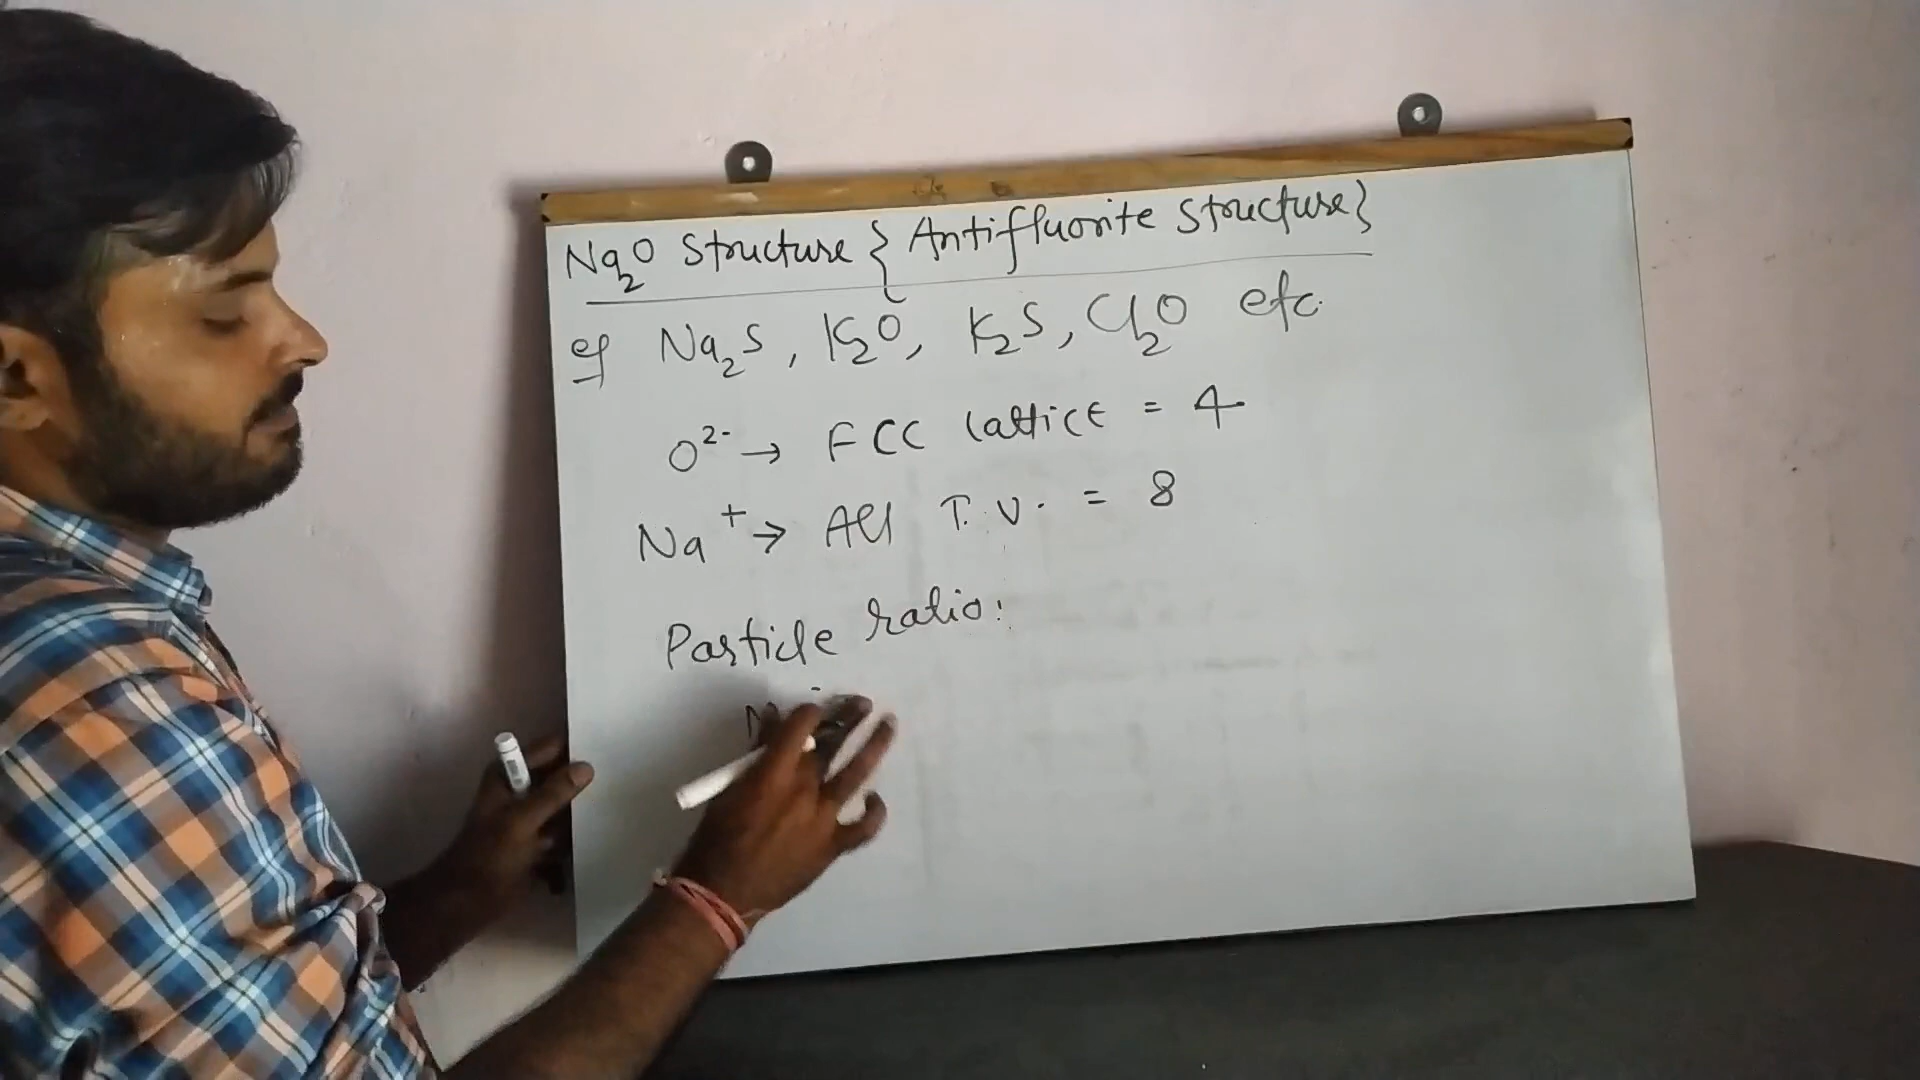 Na₂O Structure { Antifluorite Structure }
eg Na₂S, K₂O, K₂S, Cl₂O etc.
O²⁻ → FCC lattice = 4
Na⁺ → All T.V. = 8
Particle ratio: